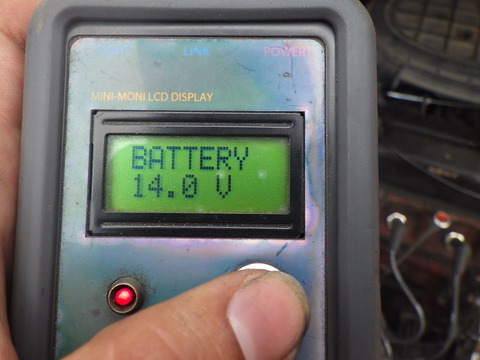 LINK POWER
MINI-MONI LCD DISPLAY
BATTERY
14.0 V